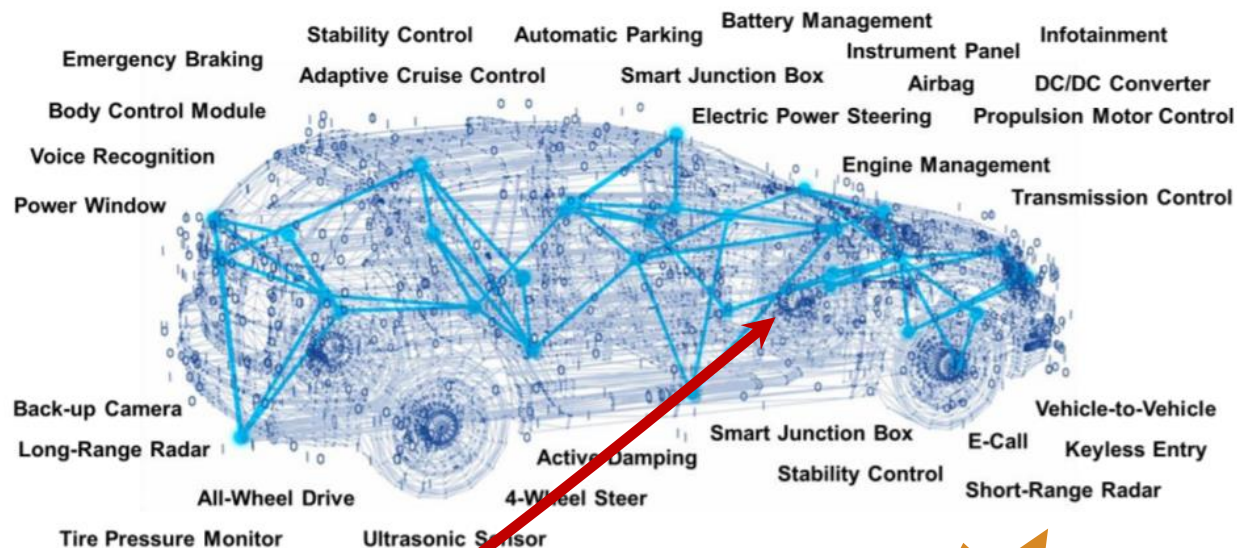 Stability Control
Automatic Parking
Battery Management
Infotainment
Emergency Braking
Instrument Panel
Adaptive Cruise Control
Smart Junction Box
Airbag
DC/DC Converter
Body Control Module
Electric Power Steering
Propulsion Motor Control
Voice Recognition
Engine Management
Power Window
Transmission Control
Back-up Camera
Vehicle-to-Vehicle
Smart Junction Box
E-Call
Long-Range Radar
Keyless Entry
Active Damping
Stability Control
All-Wheel Drive
4-Wheel Steer
Short-Range Radar
Tire Pressure Monitor
Ultrasonic Sensor